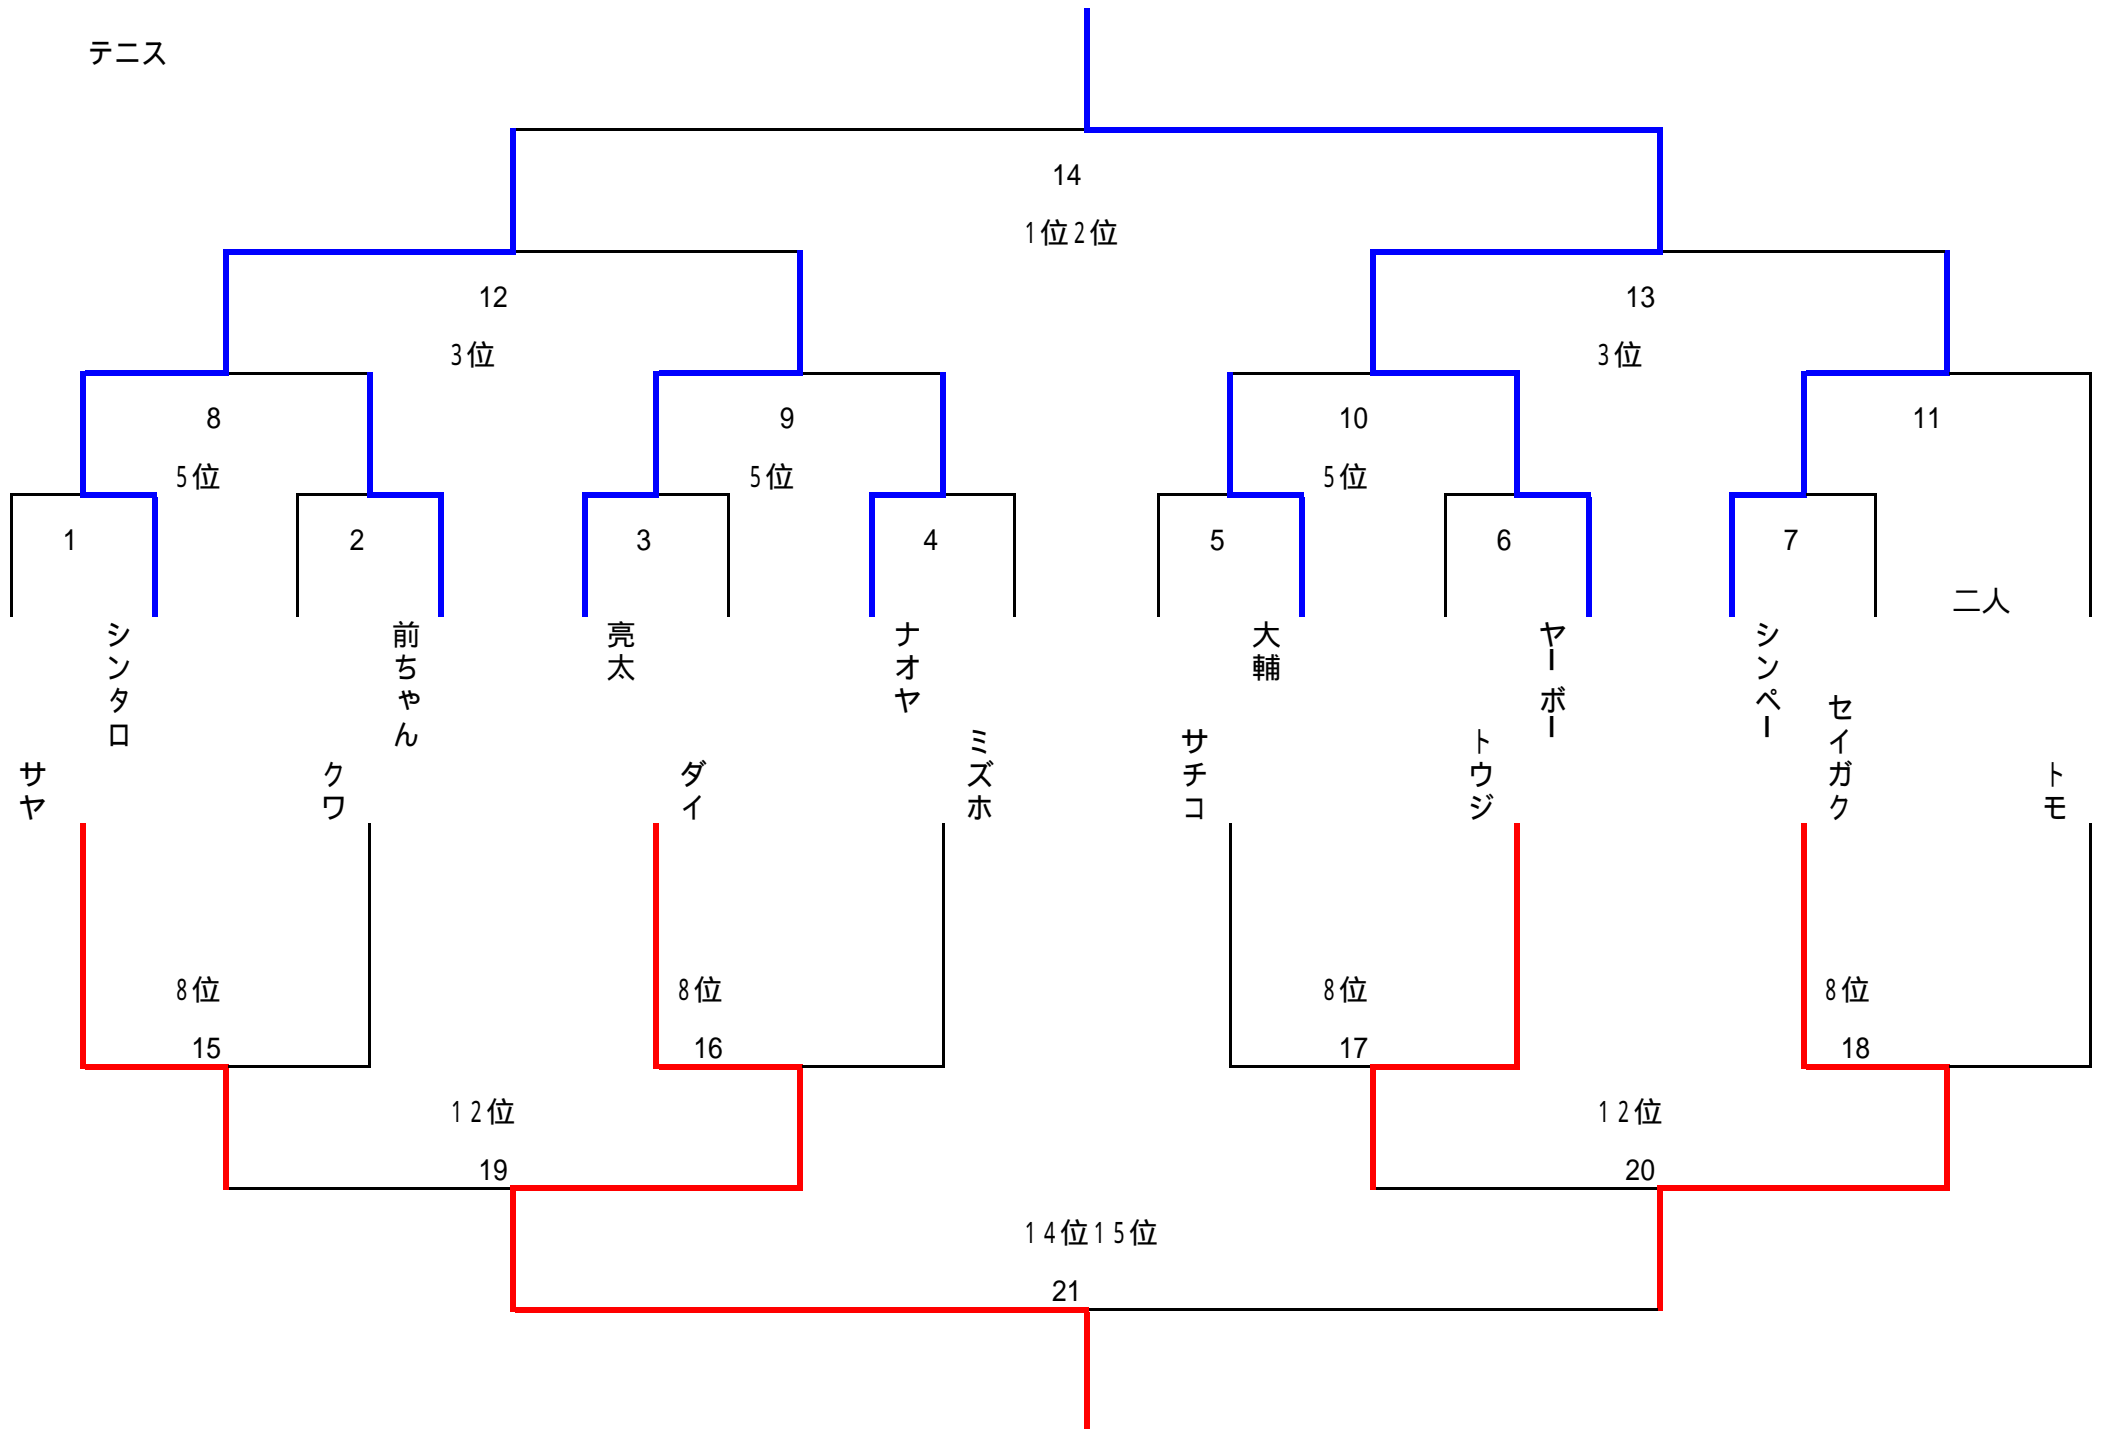 テニス
14
1位2位
12
13
3位
3位
8
9
10
11
5位
5位
5位
1
2
3
4
5
6
7
二人
シンタロ
前ちゃん
亮太
ナオヤ
大輔
ヤーボー
シンペー
セイガク
サヤ
クワ
ダイ
ミズホ
サチコ
トウジ
トモ
8位
8位
8位
8位
15
16
17
18
12位
12位
19
20
14位15位
21